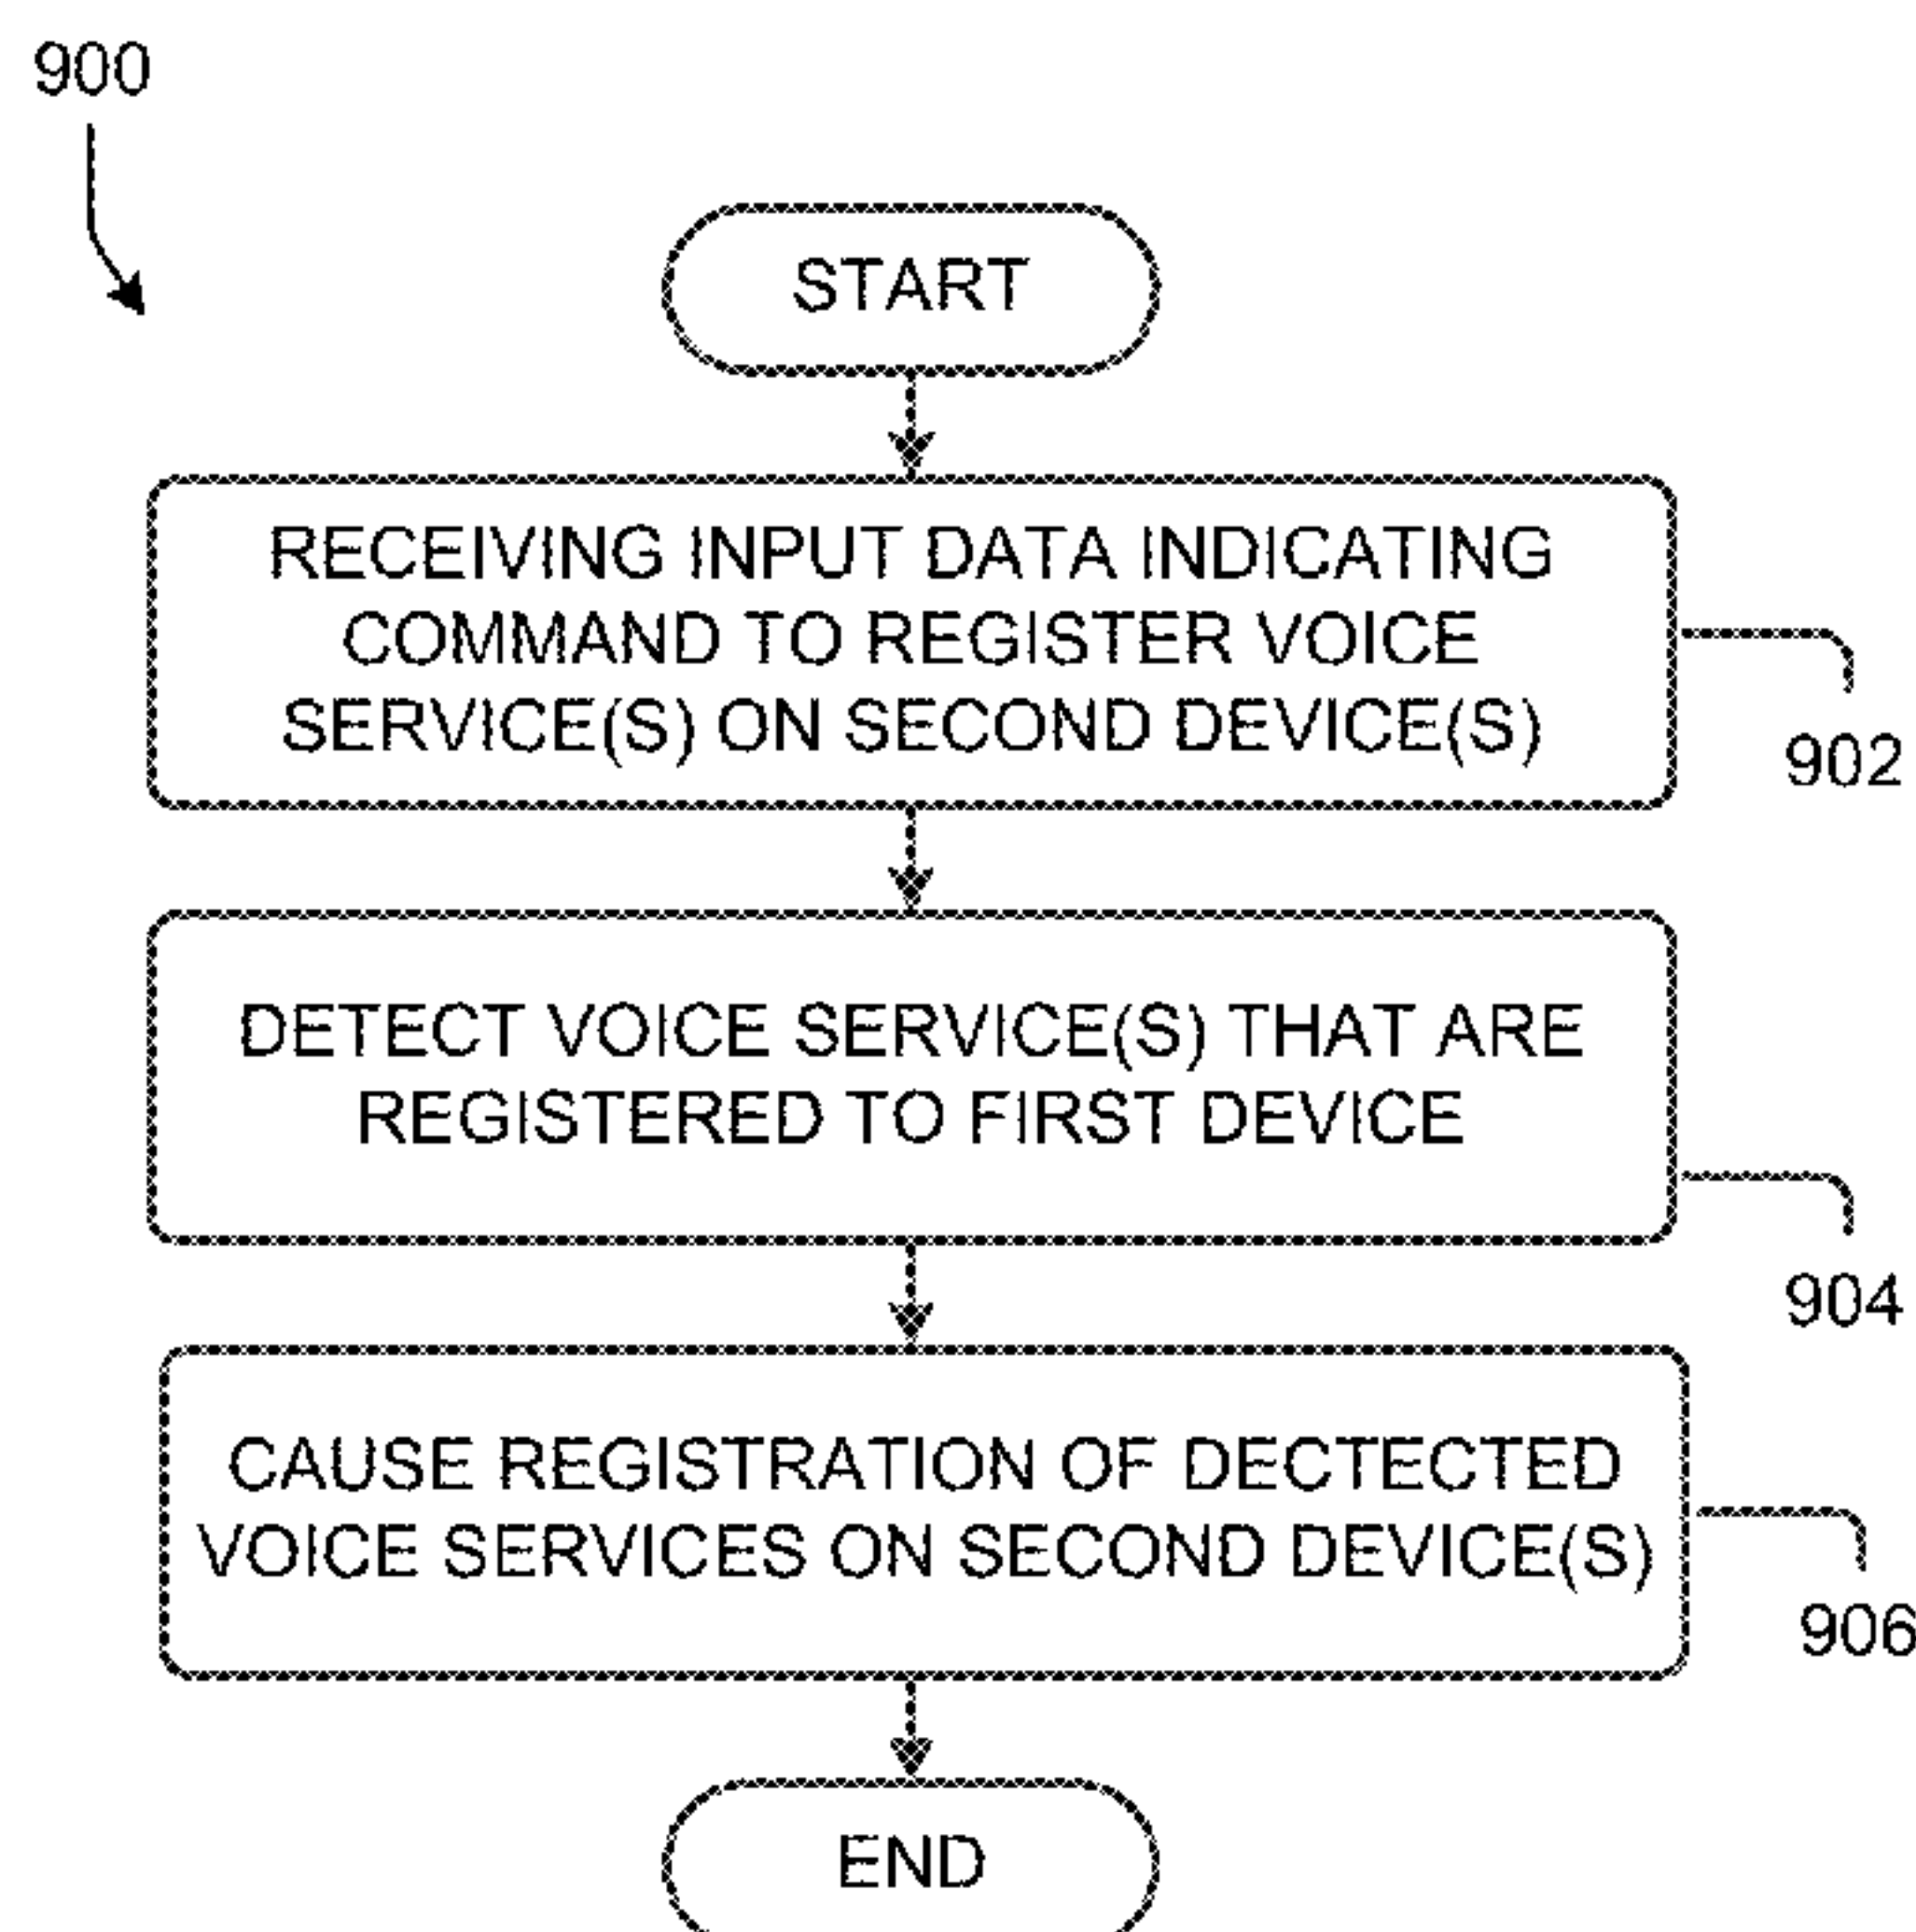 900
START
RECEIVING INPUT DATA INDICATING
COMMAND TO REGISTER VOICE
SERVICE(S) ON SECOND DEVICE(S)
902
DETECT VOICE SERVICE(S) THAT ARE
REGISTERED TO FIRST DEVICE
904
CAUSE REGISTRATION OF DECTECTED
VOICE SERVICES ON SECOND DEVICE(S)
906
END